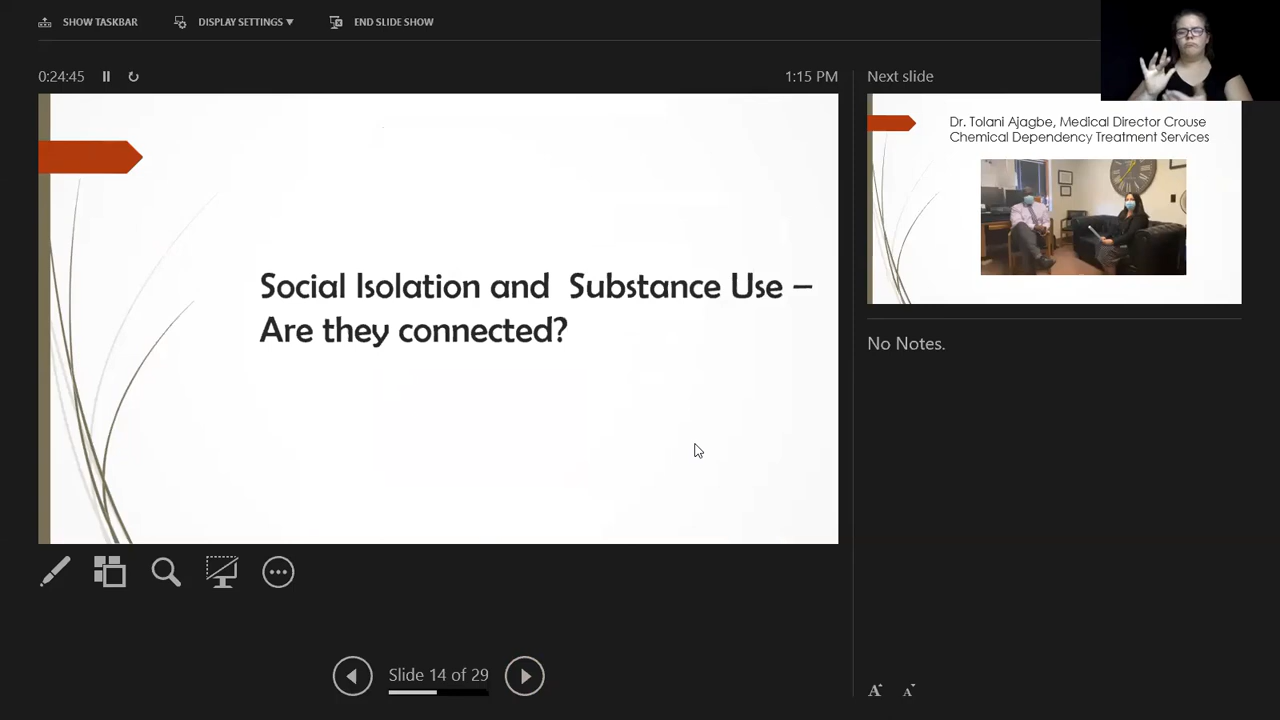 SHOW TASKBAR
DISPLAY SETTINGS ▼
END SLIDE SHOW
0:24:45
1:15 PM
Next slide
Social Isolation and  Substance Use –
Are they connected?
Dr. Tolani Ajagbe, Medical Director Crouse
Chemical Dependency Treatment Services
No Notes.
Slide 14 of 29
A
A